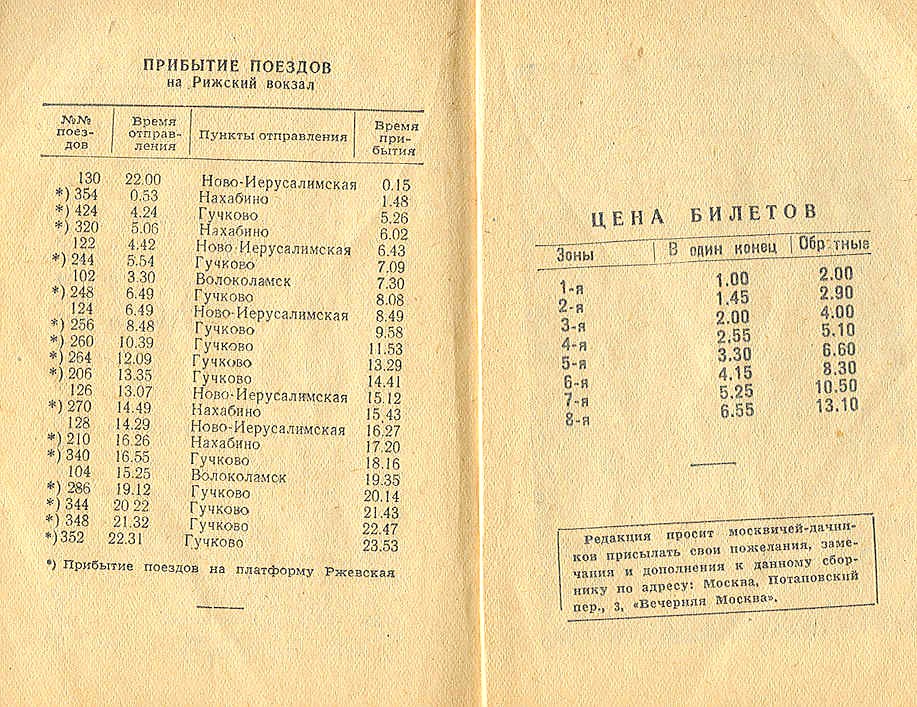 ПРИБЫТИЕ ПОЕЗДОВ
на Рижский вокзал
№№ поез-дов Время отправ-ления Пункты отправления Время при-бытия
130 22.00 Ново-Иерусалимская 0.15
*) 354 0.53 Нахабино 1.48
*) 424 4.24 Гучково 5.26
*) 320 5.06 Нахабино 6.02
122 4.42 Ново-Иерусалимская 6.43
*) 244 5.54 Гучково 7.09
102 3.30 Волоколамск 7.30
*) 248 6.49 Гучково 8.08
124 6.49 Ново-Иерусалимская 8.49
*) 256 8.48 Гучково 9.58
*) 260 10.39 Гучково 11.53
*) 264 12.09 Гучково 13.29
*) 206 13.35 Гучково 14.41
126 13.07 Ново-Иерусалимская 15.12
*) 270 14.49 Нахабино 15.43
128 14.29 Ново-Иерусалимская 16.27
*) 210 16.26 Нахабино 17.20
*) 340 16.55 Гучково 18.16
104 15.25 Волоколамск 19.35
*) 286 19.12 Гучково 20.14
*) 344 20 22 Гучково 21.43
*) 348 21.32 Гучково 22.47
*) 352 22.31 Гучково 23.53
*) Прибытие поездов на платформу Ржевская
ЦЕНА БИЛЕТОВ
Зоны В один конец Обратные
1-я 1.00 2.00
2-я 1.45 2.90
3-я 2.00 4.00
4-я 2.55 5.10
5-я 3.30 6.60
6-я 4.15 8.30
7-я 5.25 10.50
8-я 6.55 13.10
Редакция просит москвичей-дачни-
ков присылать свои пожелания, заме-
чания и дополнения к данному сбор-
нику по адресу: Москва, Потаповский
пер., 3, «Вечерняя Москва».